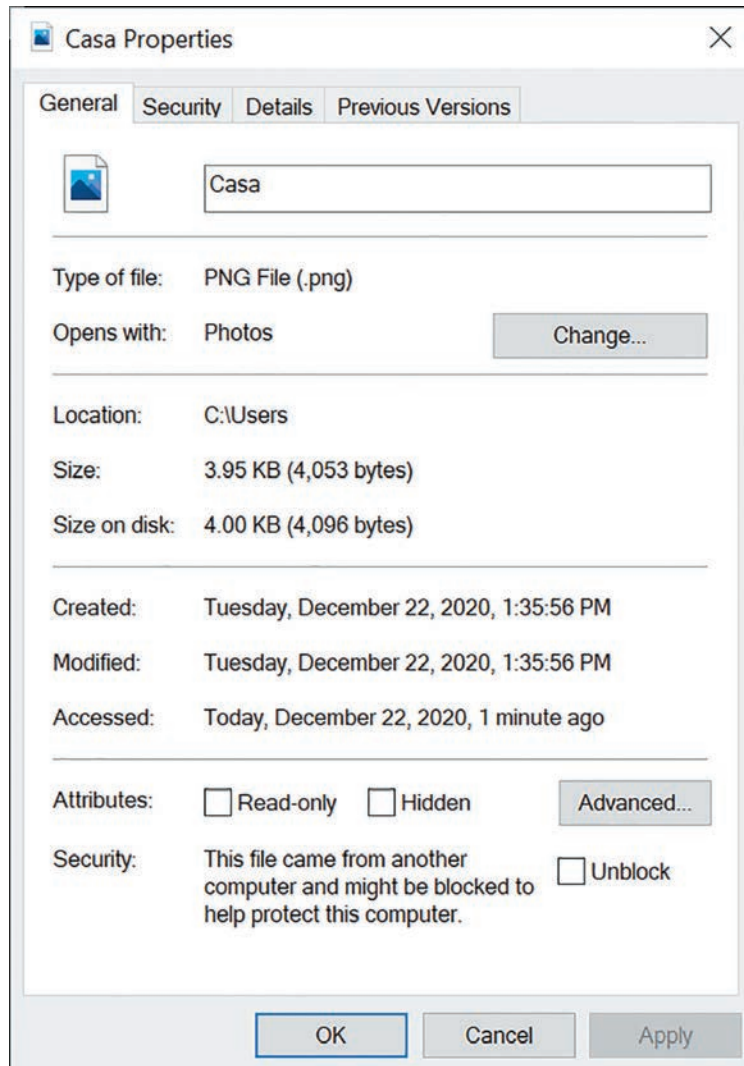 Casa Properties
General Security Details Previous Versions
Casa
Type of file: PNG File (.png)
Opens with: Photos Change...
Location: C:\Users
Size: 3.95 KB (4,053 bytes)
Size on disk: 4.00 KB (4,096 bytes)
Created: Tuesday, December 22, 2020, 1:35:56 PM
Modified: Tuesday, December 22, 2020, 1:35:56 PM
Accessed: Today, December 22, 2020, 1 minute ago
Attributes: Read-only Hidden Advanced...
Security: This file came from another
computer and might be blocked to Unblock
help protect this computer.
OK Cancel Apply